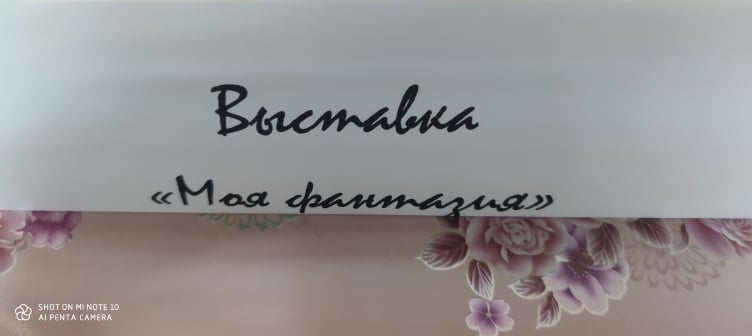 Выставка
«Моя фантазия»
SHOT ON MI NOTE 10
AI PENTA CAMERA